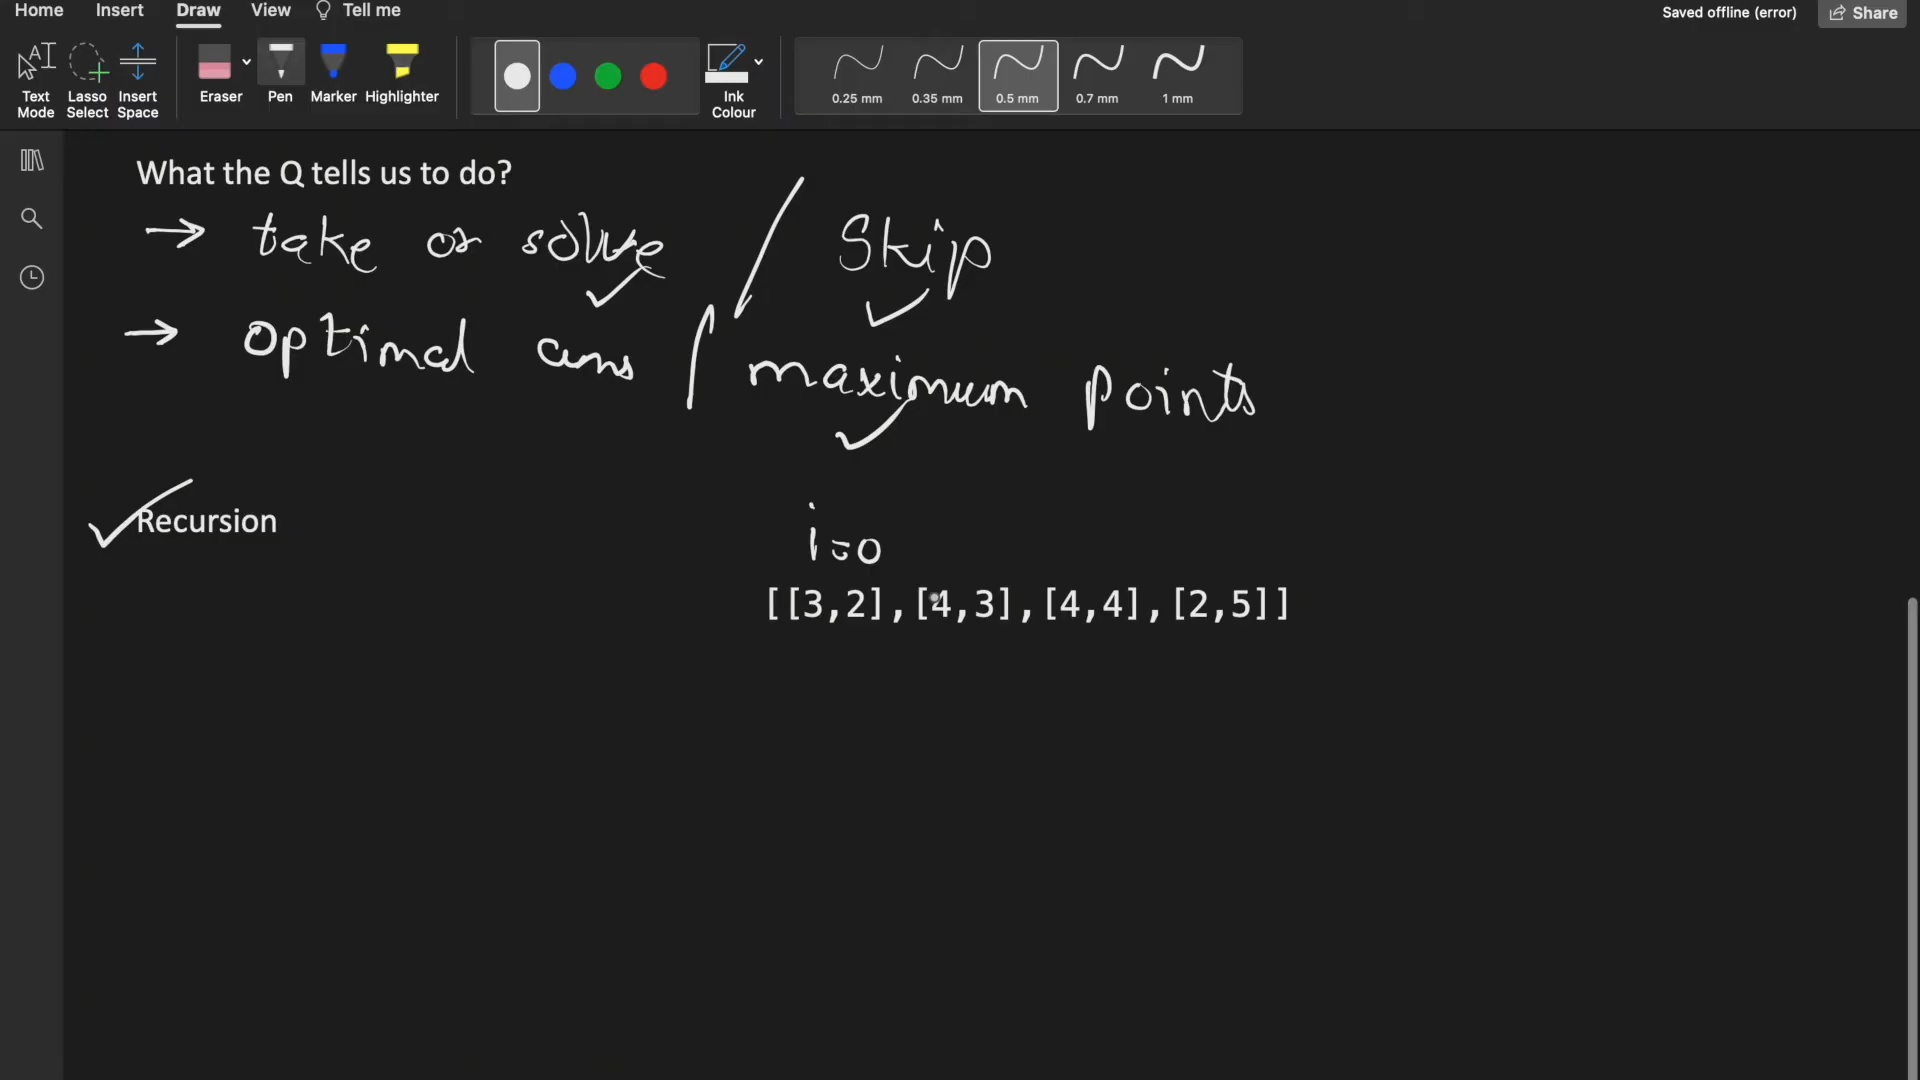 Home Insert Draw View Tell me
Saved offline (error) Share
Text Mode
Lasso Select
Insert Space
Eraser Pen Marker Highlighter
Ink Colour
0.25 mm 0.35 mm 0.5 mm 0.7 mm 1 mm
What the Q tells us to do?
→ take or solve / Skip
→ Optimal ans / maximum points
Recursion
i=0
[[3,2],[4,3],[4,4],[2,5]]